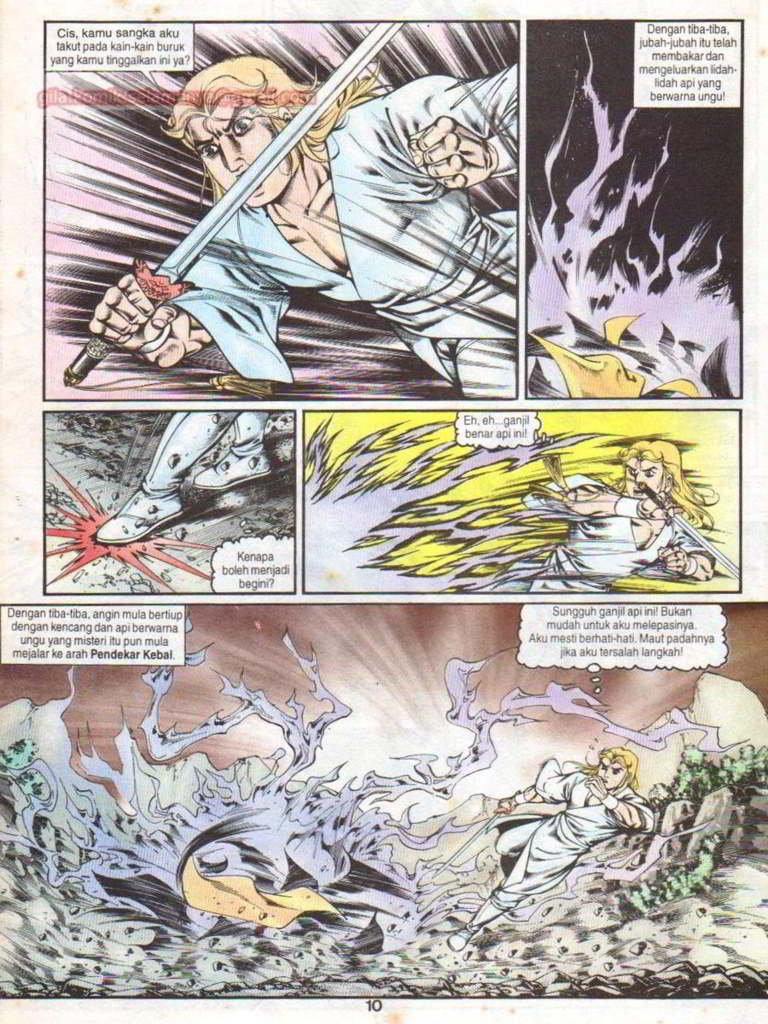 Cis, kamu sangka aku
takut pada kain-kain buruk
yang kamu tinggalkan ini ya?
Dengan tiba-tiba,
jubah-jubah itu telah
membakar dan
mengeluarkan lidah-
lidah api yang
berwarna ungu!
Kenapa
boleh menjadi
begini?
Eh, eh...ganjil
benar api ini!
Dengan tiba-tiba, angin mula bertiup
dengan kencang dan api berwarna
ungu yang misteri itu pun mula
mejalar ke arah Pendekar Kebal.
Sungguh ganjil api ini! Bukan
mudah untuk aku melepasinya.
Aku mesti berhati-hati. Maut padahnya
jika aku tersalah langkah!
10